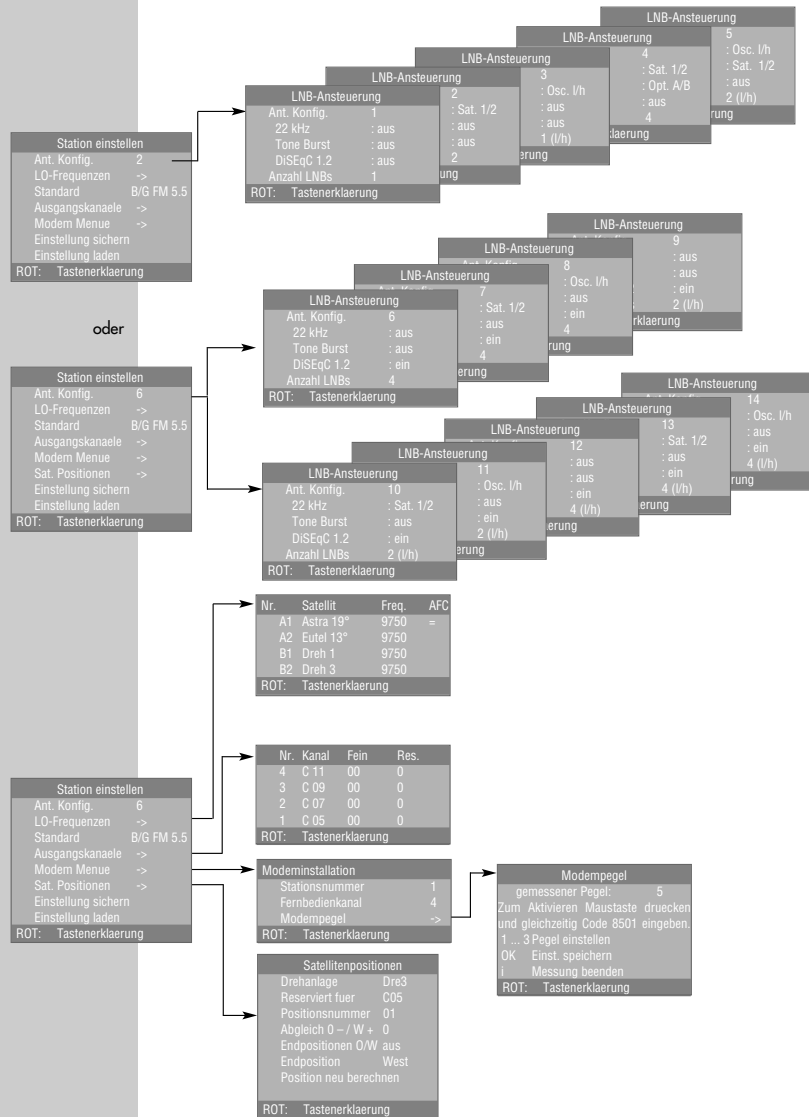 LNB-Ansteuerung
5
: Osc. l/h
: Sat. 1/2
: aus
2 (l/h)
rung
LNB-Ansteuerung
4
: Sat. 1/2
: Opt. A/B
: aus
4
laerung
LNB-Ansteuerung
3
: Osc. l/h
: aus
: aus
1 (l/h)
erung
LNB-Ansteuerung
2
: Sat. 1/2
: aus
: aus
2
ung
LNB-Ansteuerung
Ant. Konfig. 1
22 kHz : aus
Tone Burst : aus
DiSEqC 1.2 : aus
Anzahl LNBs 1
ROT: Tastenerklaerung
Station einstellen
Ant. Konfig. 2
LO-Frequenzen ->
Standard B/G FM 5.5
Ausgangskanaele ->
Modem Menue ->
Einstellung sichern
Einstellung laden
ROT: Tastenerklaerung
oder
LNB-Ansteuerung
9
: aus
: aus
: ein
2 (l/h)
rklaerung
LNB-Ansteuerung
Ant. Konfig. 8
: Osc. l/h
: aus
: ein
4
rung
LNB-Ansteuerung
7
: Sat. 1/2
: aus
: ein
4
erung
LNB-Ansteuerung
Ant. Konfig. 6
22 kHz : aus
Tone Burst : aus
DiSEqC 1.2 : ein
Anzahl LNBs 4
ROT: Tastenerklaerung
Station einstellen
Ant. Konfig. 6
LO-Frequenzen ->
Standard B/G FM 5.5
Ausgangskanaele ->
Modem Menue ->
Sat. Positionen ->
Einstellung sichern
Einstellung laden
ROT: Tastenerklaerung
LNB-Ansteuerung
14
: Osc. l/h
: aus
: ein
4 (l/h)
rung
LNB-Ansteuerung
13
: Sat. 1/2
: aus
: ein
4 (l/h)
erung
LNB-Ansteuerung
12
: aus
: aus
: ein
4 (l/h)
erung
LNB-Ansteuerung
11
: Osc. l/h
: aus
: ein
2 (l/h)
erung
LNB-Ansteuerung
Ant. Konfig. 10
22 kHz : Sat. 1/2
Tone Burst : aus
DiSEqC 1.2 : ein
Anzahl LNBs 2 (l/h)
ROT: Tastenerklaerung
Nr. Satellit Freq. AFC
A1 Astra 19° 9750 =
A2 Eutel 13° 9750
B1 Dreh 1 9750
B2 Dreh 3 9750
ROT: Tastenerklaerung
Nr. Kanal Fein Res.
4 C 11 00 0
3 C 09 00 0
2 C 07 00 0
1 C 05 00 0
ROT: Tastenerklaerung
Station einstellen
Ant. Konfig. 6
LO-Frequenzen ->
Standard B/G FM 5.5
Ausgangskanaele ->
Modem Menue ->
Sat. Positionen ->
Einstellung sichern
Einstellung laden
ROT: Tastenerklaerung
Modeminstallation
Stationsnummer 1
Fernbedienkanal 4
Modempegel ->
ROT: Tastenerklaerung
Modempegel
gemessener Pegel: 5
Zum Aktivieren Maustaste druecken
und gleichzeitig Code 8501 eingeben.
1 ... 3 Pegel einstellen
OK Einst. speichern
i Messung beenden
ROT: Tastenerklaerung
Satellitenpositionen
Drehanlage Dre3
Reserviert fuer C05
Positionsnummer 01
Abgleich 0 – / W + 0
Endpositionen O/W aus
Endposition West
Position neu berechnen
ROT: Tastenerklaerung